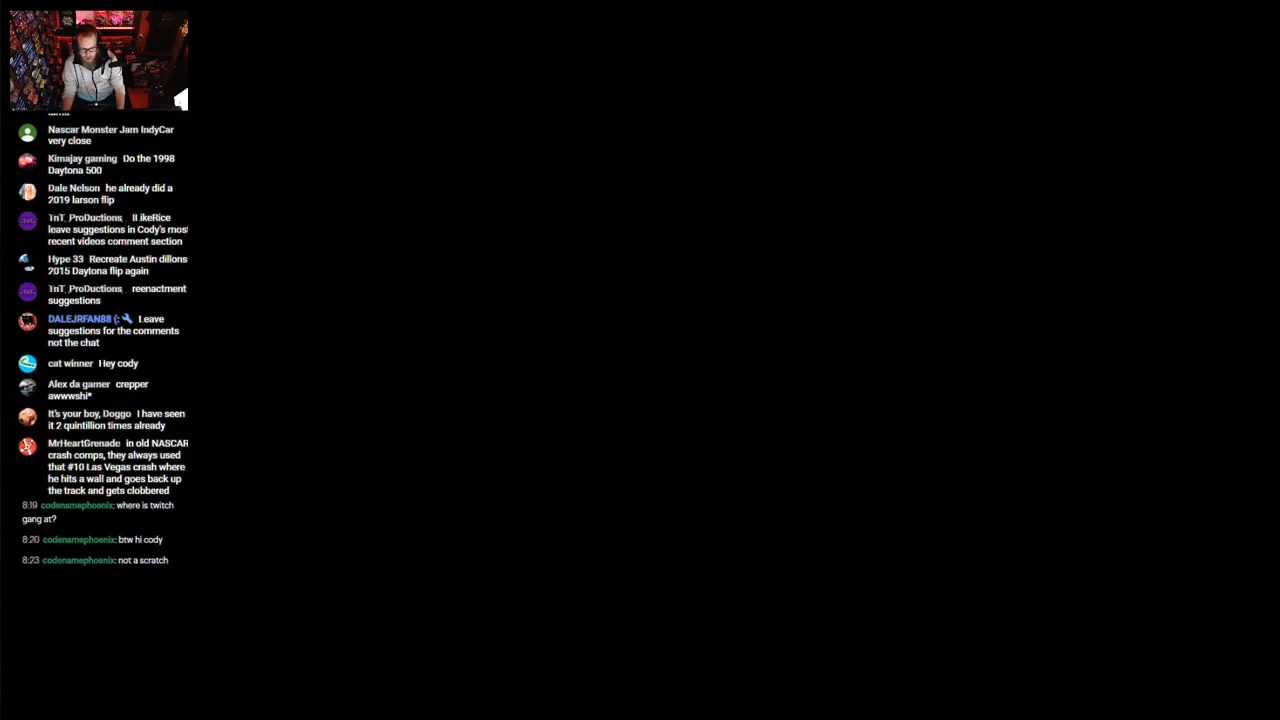 Nascar Monster Jam IndyCar
very close
Kimajay gaming Do the 1998
Daytona 500
Dale Nelson he already did a
2019 larson flip
TnT_ProDuctions_ ILikeRice
leave suggestions in Cody's most
recent videos comment section
Hype 33 Recreate Austin dillons
2015 Daytona flip again
TnT_ProDuctions_ reenactment
suggestions
DALEJRFAN88 (: Leave
suggestions for the comments
not the chat
cat winner Hey cody
Alex da gamer crepper
awwwshi*
It's your boy, Doggo I have seen
it 2 quintillion times already
MrHeartGrenade in old NASCAR
crash comps, they always used
that #10 Las Vegas crash where
he hits a wall and goes back up
the track and gets clobbered
8:19 codenamephoenix: where is twitch
gang at?
8:20 codenamephoenix: btw hi cody
8:23 codenamephoenix: not a scratch